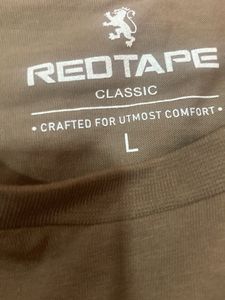 REDTAPE
CLASSIC
• CRAFTED FOR UTMOST COMFORT •
L